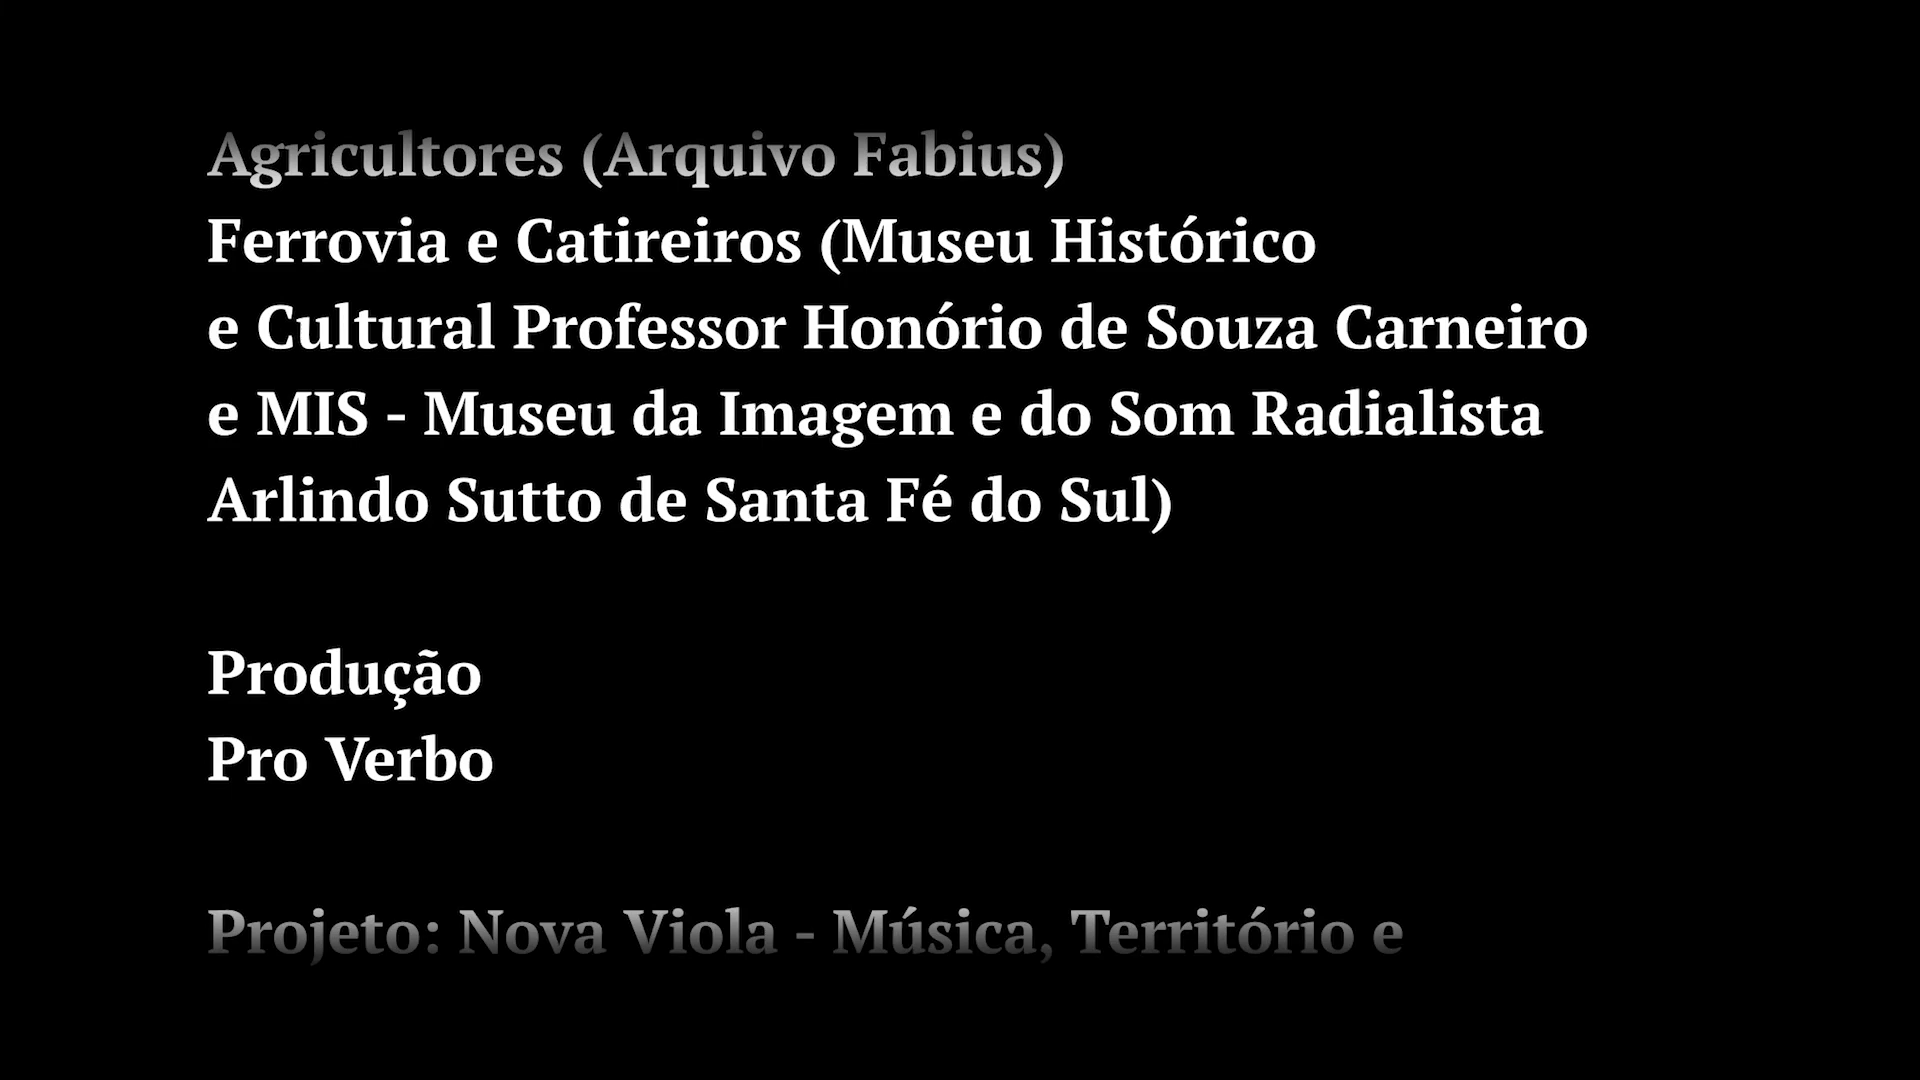 Agricultores (Arquivo Fabius)
Ferrovia e Catireiros (Museu Histórico
e Cultural Professor Honório de Souza Carneiro
e MIS - Museu da Imagem e do Som Radialista
Arlindo Sutto de Santa Fé do Sul)
Produção
Pro Verbo
Projeto: Nova Viola - Música, Território e